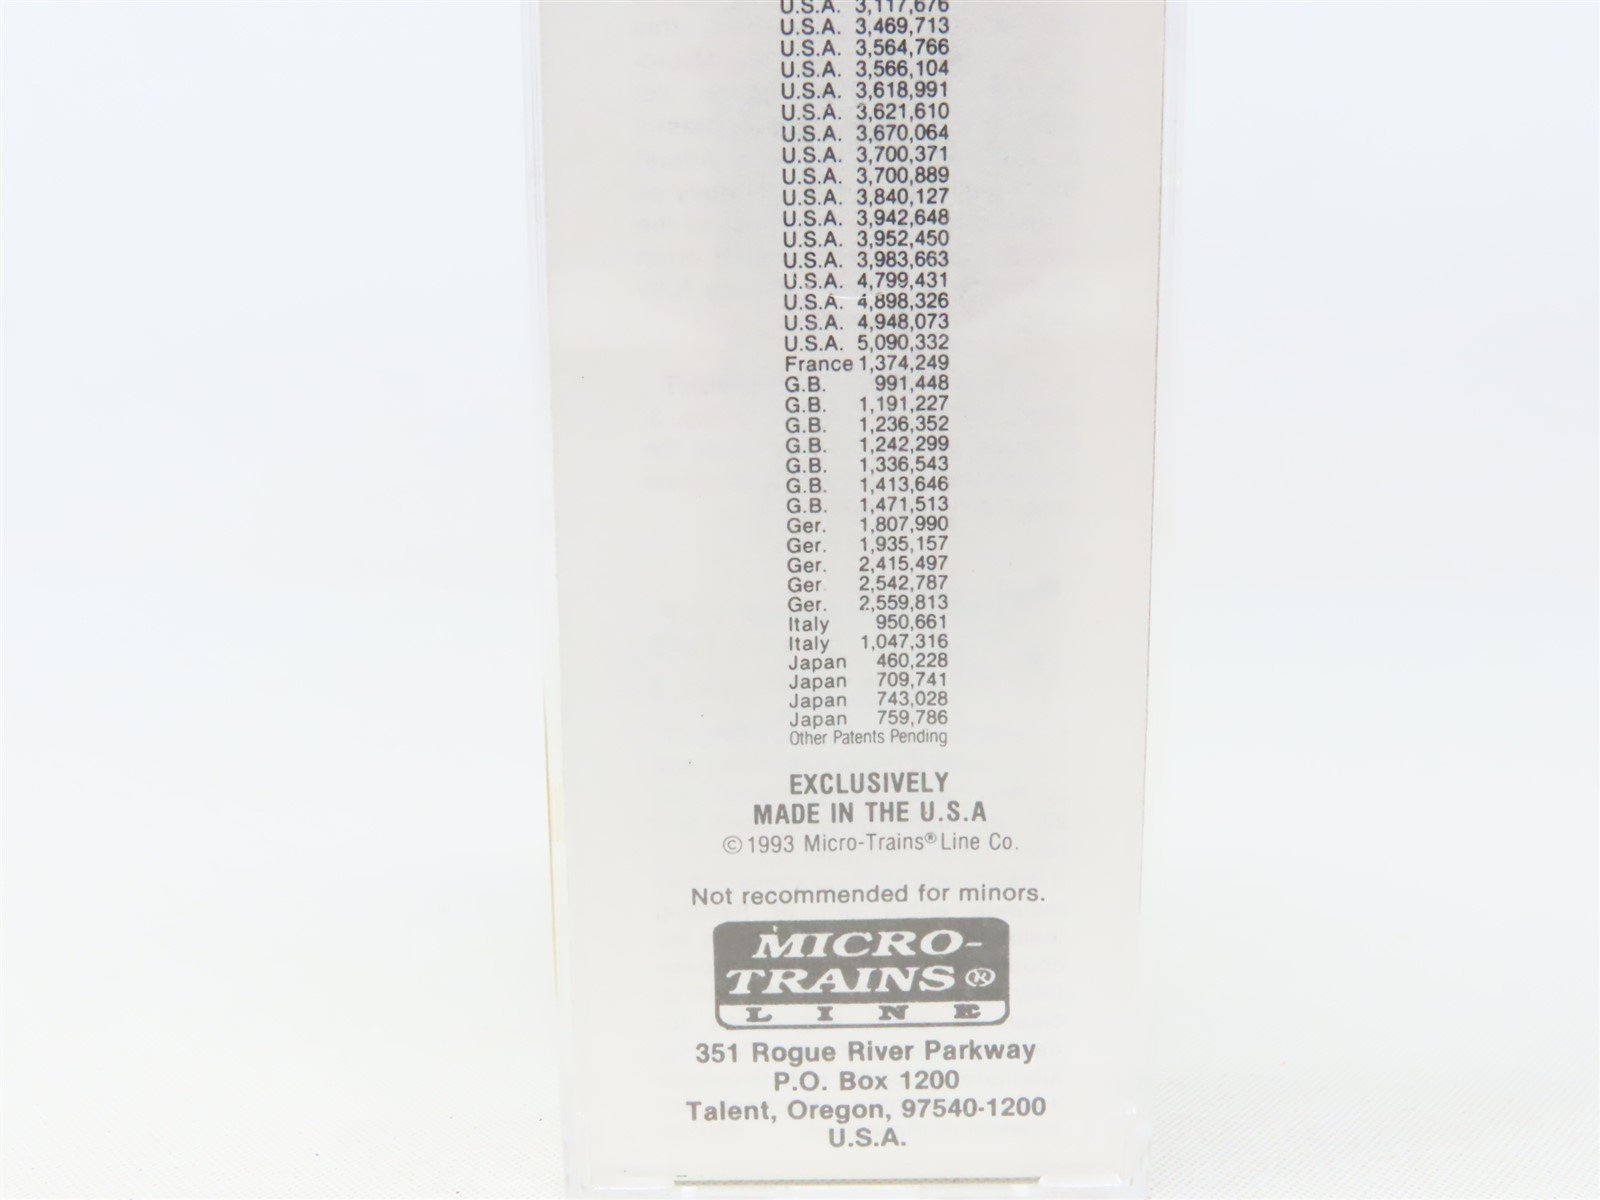 U.S.A. 3,117,676
U.S.A. 3,469,713
U.S.A. 3,564,766
U.S.A. 3,566,104
U.S.A. 3,618,991
U.S.A. 3,621,610
U.S.A. 3,670,064
U.S.A. 3,700,371
U.S.A. 3,700,889
U.S.A. 3,840,127
U.S.A. 3,942,648
U.S.A. 3,952,450
U.S.A. 3,983,663
U.S.A. 4,799,431
U.S.A. 4,898,326
U.S.A. 4,948,073
U.S.A. 5,090,332
France 1,374,249
G.B. 991,448
G.B. 1,191,227
G.B. 1,236,352
G.B. 1,242,299
G.B. 1,336,543
G.B. 1,413,646
G.B. 1,471,513
Ger. 1,807,990
Ger. 1,935,157
Ger. 2,415,497
Ger. 2,542,787
Ger. 2,559,813
Italy 950,661
Italy 1,047,316
Japan 460,228
Japan 709,741
Japan 743,028
Japan 759,786
Other Patents Pending
EXCLUSIVELY
MADE IN THE U.S.A
©1993 Micro-Trains® Line Co.
Not recommended for minors.
MICRO-
TRAINS®
LINE
351 Rogue River Parkway
P.O. Box 1200
Talent, Oregon, 97540-1200
U.S.A.